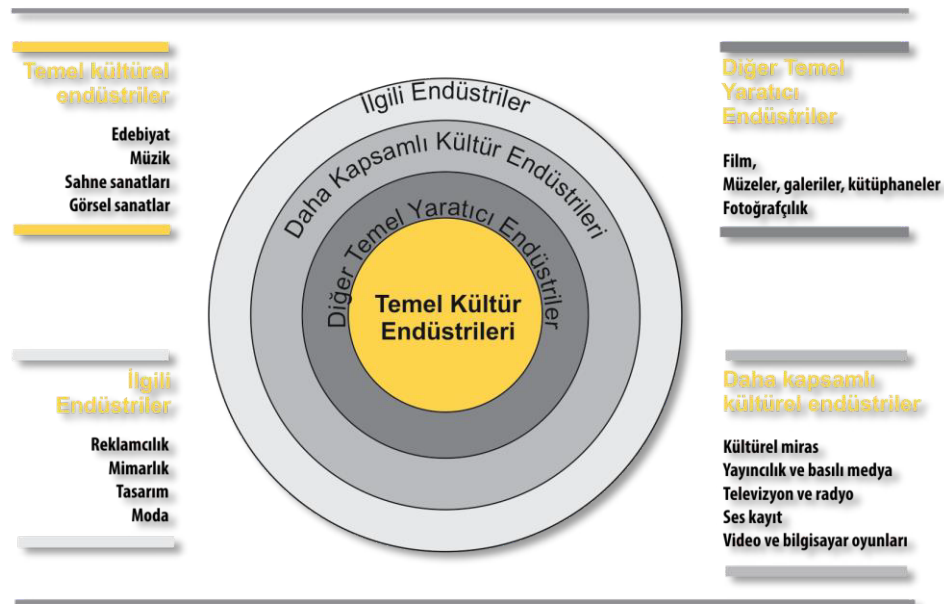 Temel kültürel
endüstriler
Edebiyat
Müzik
Sahne sanatları
Görsel sanatlar
İlgili Endüstriler
Daha Kapsamlı Kültür Endüstrileri
Diğer Temel Yaratıcı Endüstriler
Temel Kültür
Endüstrileri
Diğer Temel
Yaratıcı
Endüstriler
Film,
Müzeler, galeriler, kütüphaneler
Fotoğrafçılık
İlgili
Endüstriler
Reklamcılık
Mimarlık
Tasarım
Moda
Daha kapsamlı
kültürel endüstriler
Kültürel miras
Yayıncılık ve basılı medya
Televizyon ve radyo
Ses kayıt
Video ve bilgisayar oyunları